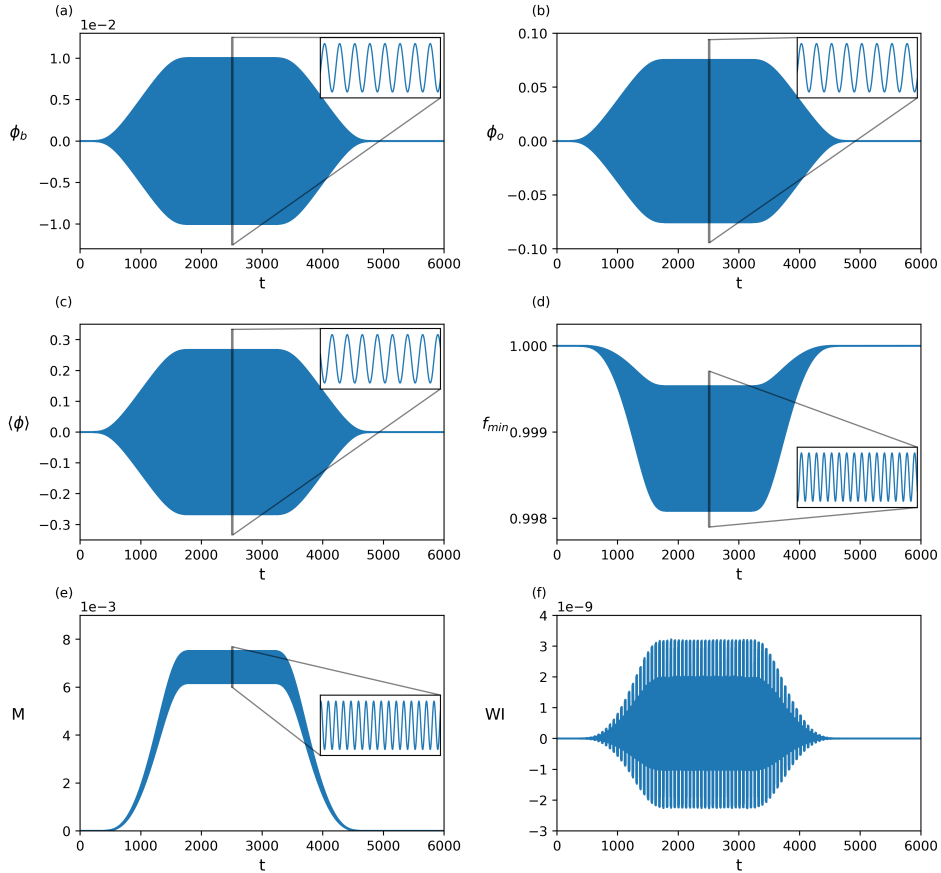 (a)
1e−2
1.0
0.5
ϕb
0.0
−0.5
−1.0
0 1000 2000 3000 4000 5000 6000
t
(b)
0.10
0.05
ϕo
0.00
−0.05
−0.10
0 1000 2000 3000 4000 5000 6000
t
(c)
0.3
0.2
0.1
⟨ϕ⟩
0.0
−0.1
−0.2
−0.3
0 1000 2000 3000 4000 5000 6000
t
(d)
1.000
fmin
0.999
0.998
0 1000 2000 3000 4000 5000 6000
t
(e)
1e−3
8
6
M
4
2
0
0 1000 2000 3000 4000 5000 6000
t
(f)
1e−9
4
3
2
1
WI
0
−1
−2
−3
0 1000 2000 3000 4000 5000 6000
t